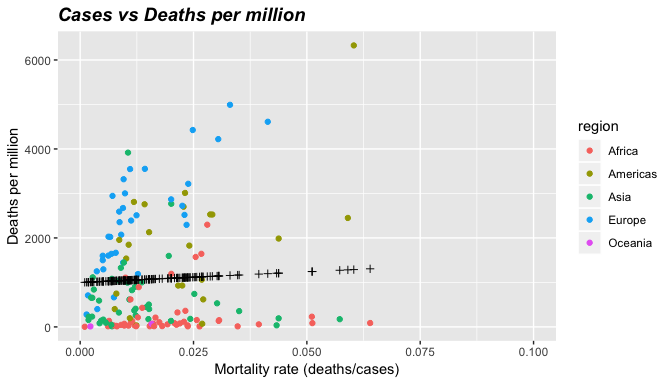 Cases vs Deaths per million
6000
4000
2000
0
Deaths per million
0.000 0.025 0.050 0.075 0.100
Mortality rate (deaths/cases)
region
Africa
Americas
Asia
Europe
Oceania